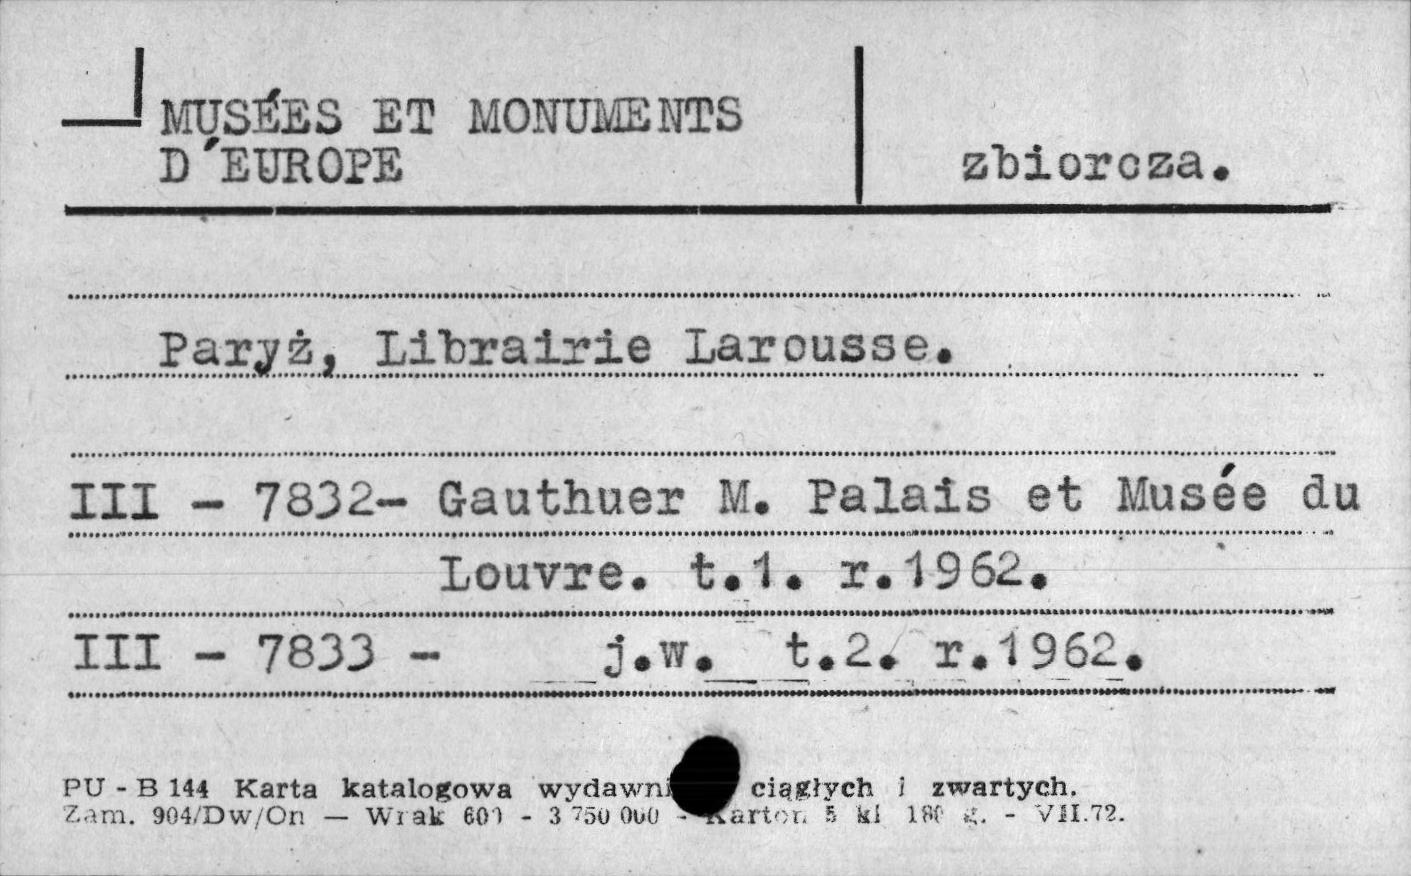 MUSÉES ET MONUMENTS
D'EUROPE
zbiorcza.
Paryż, Librairie Larousse.
III - 7832- Gauthuer M. Palais et Musée du
Louvre. t.1. r.1962.
III - 7833 - j.w. t.2. r.1962.
PU - B 144 Karta katalogowa wydawni ciągłych i zwartych.
Zam. 904/Dw/On — Wrak 600 - 3 750 000 - Karton 5 kl 180 g. - VII.72.